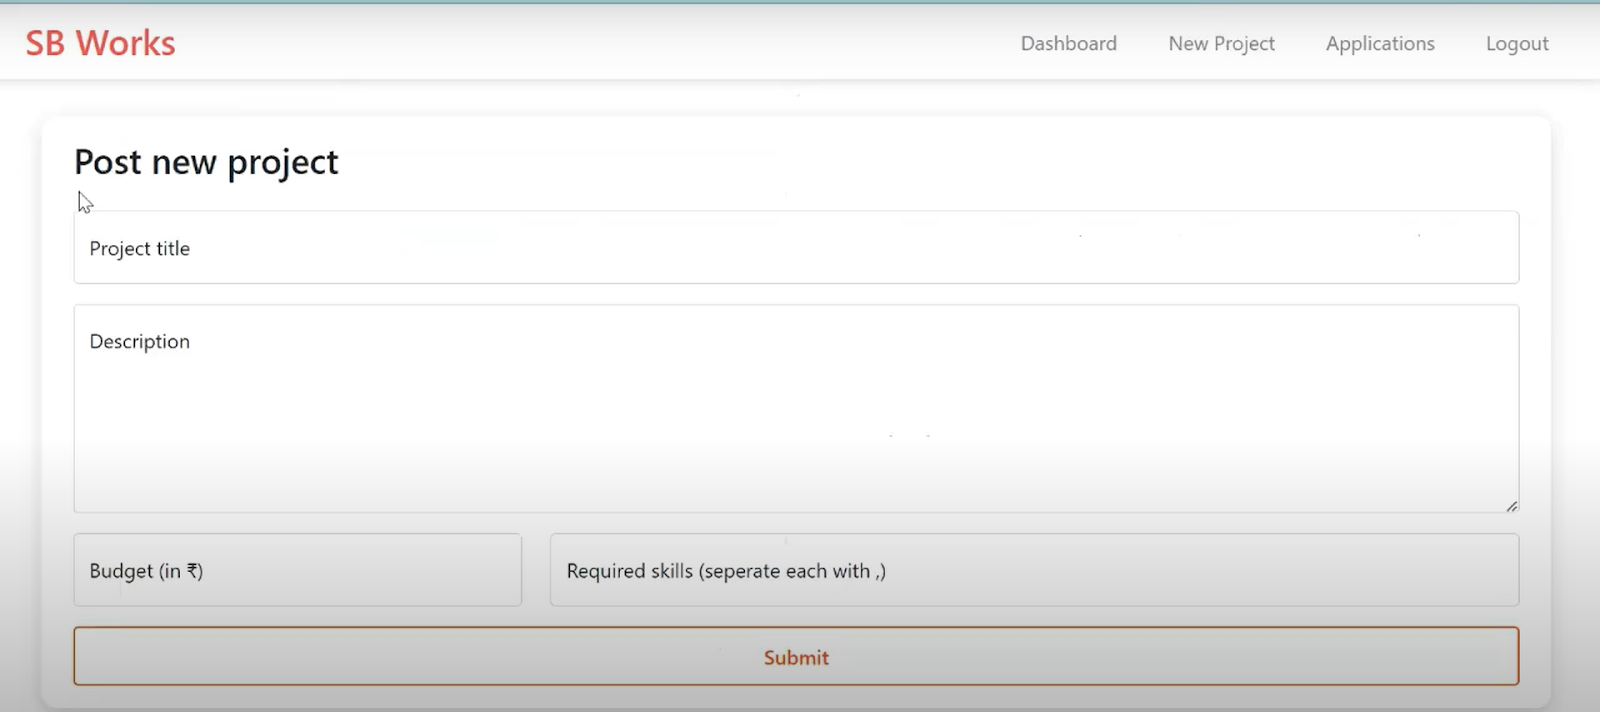 SB Works
Dashboard New Project Applications Logout
Post new project
Project title
Description
Budget (in ₹)
Required skills (seperate each with ,)
Submit